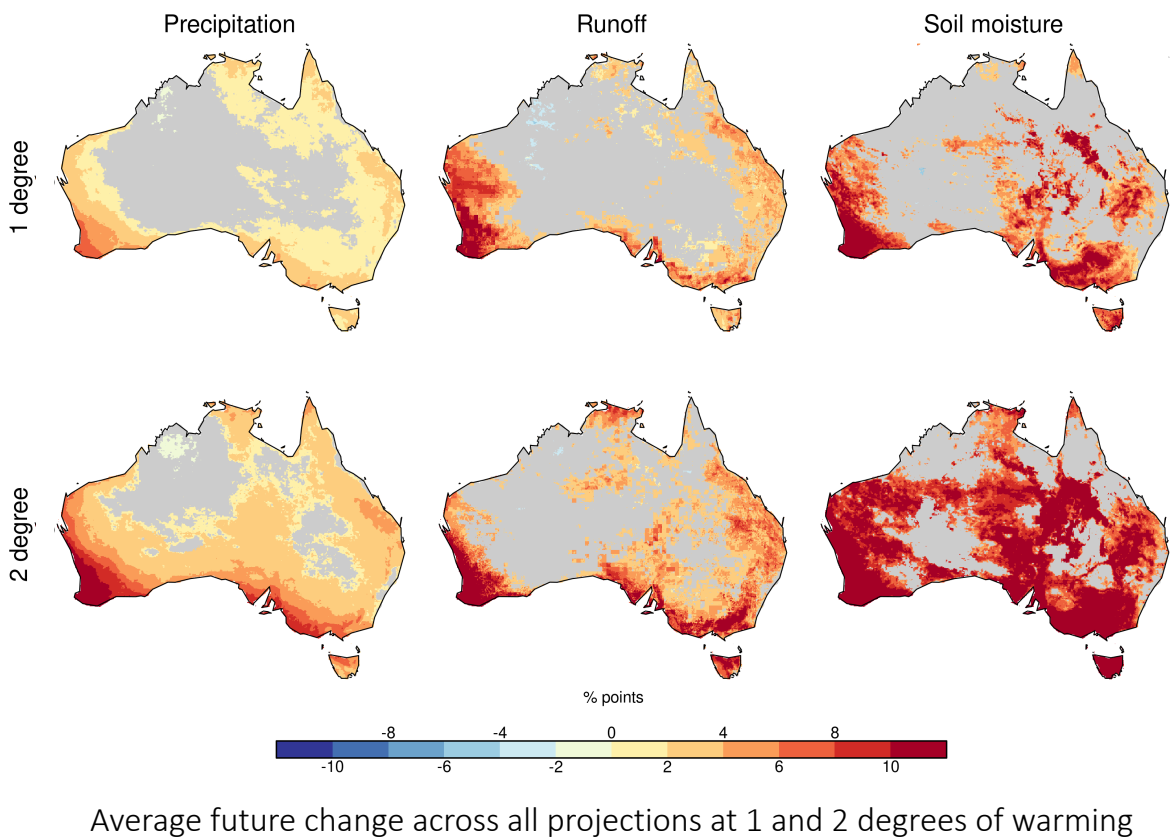 Precipitation Runoff Soil moisture
1 degree
2 degree
% points
-8 -4 0 4 8
-10 -6 -2 2 6 10
Average future change across all projections at 1 and 2 degrees of warming